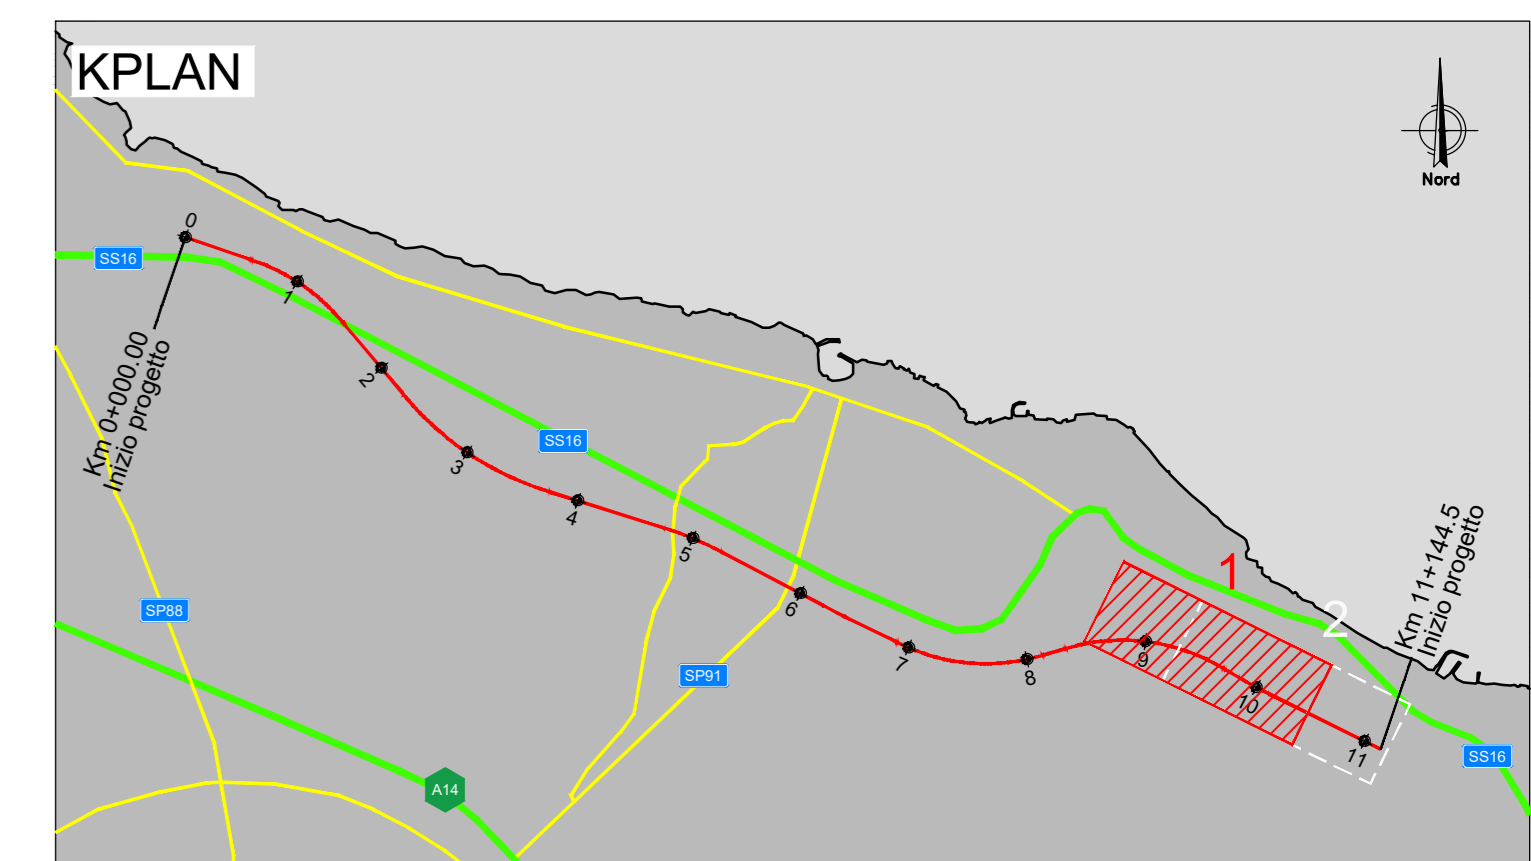 KPLAN
Nord
0
SS16
1
Km 0+000.00
Inizio progetto
2
SS16
3
4
5
6
SP88
SP91
7
8
9
10
11
1
2
Km 11+144.5
Inizio progetto
SS16
A14